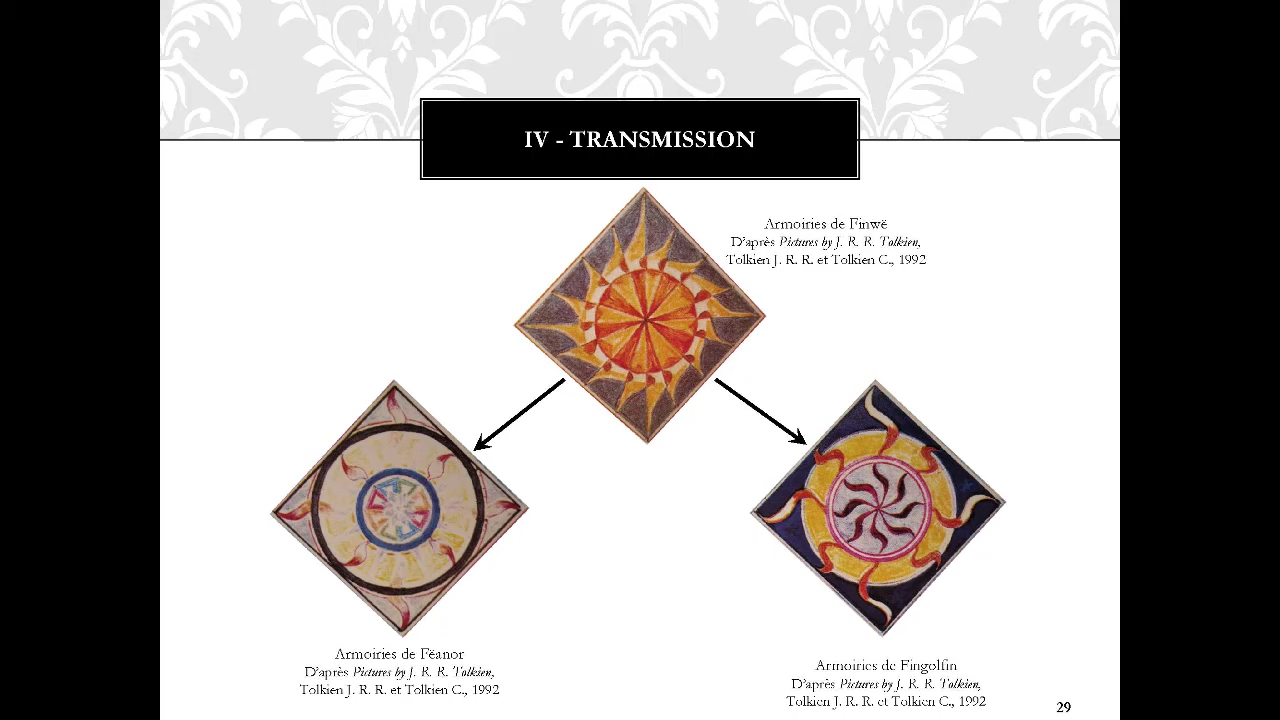 IV - TRANSMISSION
Armoiries de Finwë
D'après Pictures by J. R. R. Tolkien,
Tolkien J. R. R. et Tolkien C., 1992
Armoiries de Fëanor
D'après Pictures by J. R. R. Tolkien,
Tolkien J. R. R. et Tolkien C., 1992
Armoiries de Fingolfin
D'après Pictures by J. R. R. Tolkien,
Tolkien J. R. R. et Tolkien C., 1992
29